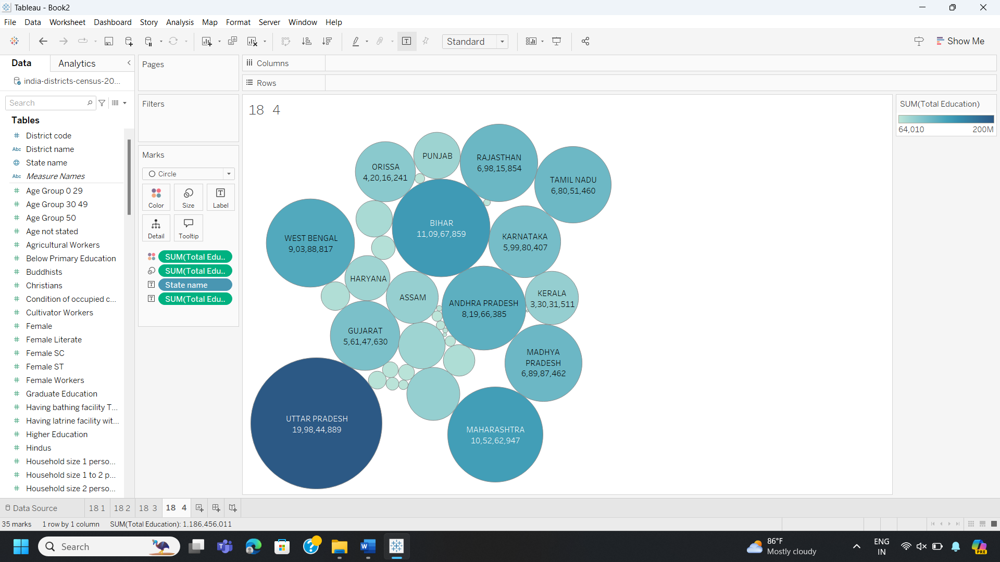 Tableau - Book2
File Data Worksheet Dashboard Story Analysis Map Format Server Window Help
Standard
Show Me
Data Analytics
india-districts-census-20...
Search
Tables
District code
Abc District name
State name
Abc Measure Names
Age Group 0 29
Age Group 30 49
Age Group 50
Age not stated
Agricultural Workers
Below Primary Education
Buddhists
Christians
Condition of occupied c...
Cultivator Workers
Female
Female Literate
Female SC
Female ST
Female Workers
Graduate Education
Having bathing facility T...
Having latrine facility wit...
Higher Education
Hindus
Household size 1 perso...
Household size 1 to 2 p...
Household size 2 perso...
Pages
Filters
Marks
Circle
Color Size Label
Detail Tooltip
SUM(Total Edu..
SUM(Total Edu..
State name
SUM(Total Edu..
Columns
Rows
18 4
PUNJAB
RAJASTHAN
6,98,15,854
ORISSA
4,20,16,241
TAMIL NADU
6,80,51,460
BIHAR
11,09,67,859
WEST BENGAL
9,03,88,817
KARNATAKA
5,99,80,407
HARYANA
ASSAM
ANDHRA PRADESH
8,19,66,385
KERALA
3,30,31,511
GUJARAT
5,61,47,630
MADHYA
PRADESH
6,89,87,462
UTTAR PRADESH
19,98,44,889
MAHARASHTRA
10,52,62,947
SUM(Total Education)
64,010 200M
Data Source 18 1 18 2 18 3 18 4
35 marks 1 row by 1 column SUM(Total Education): 1,186,456,011
Search
86°F
Mostly cloudy
ENG
IN
PRE